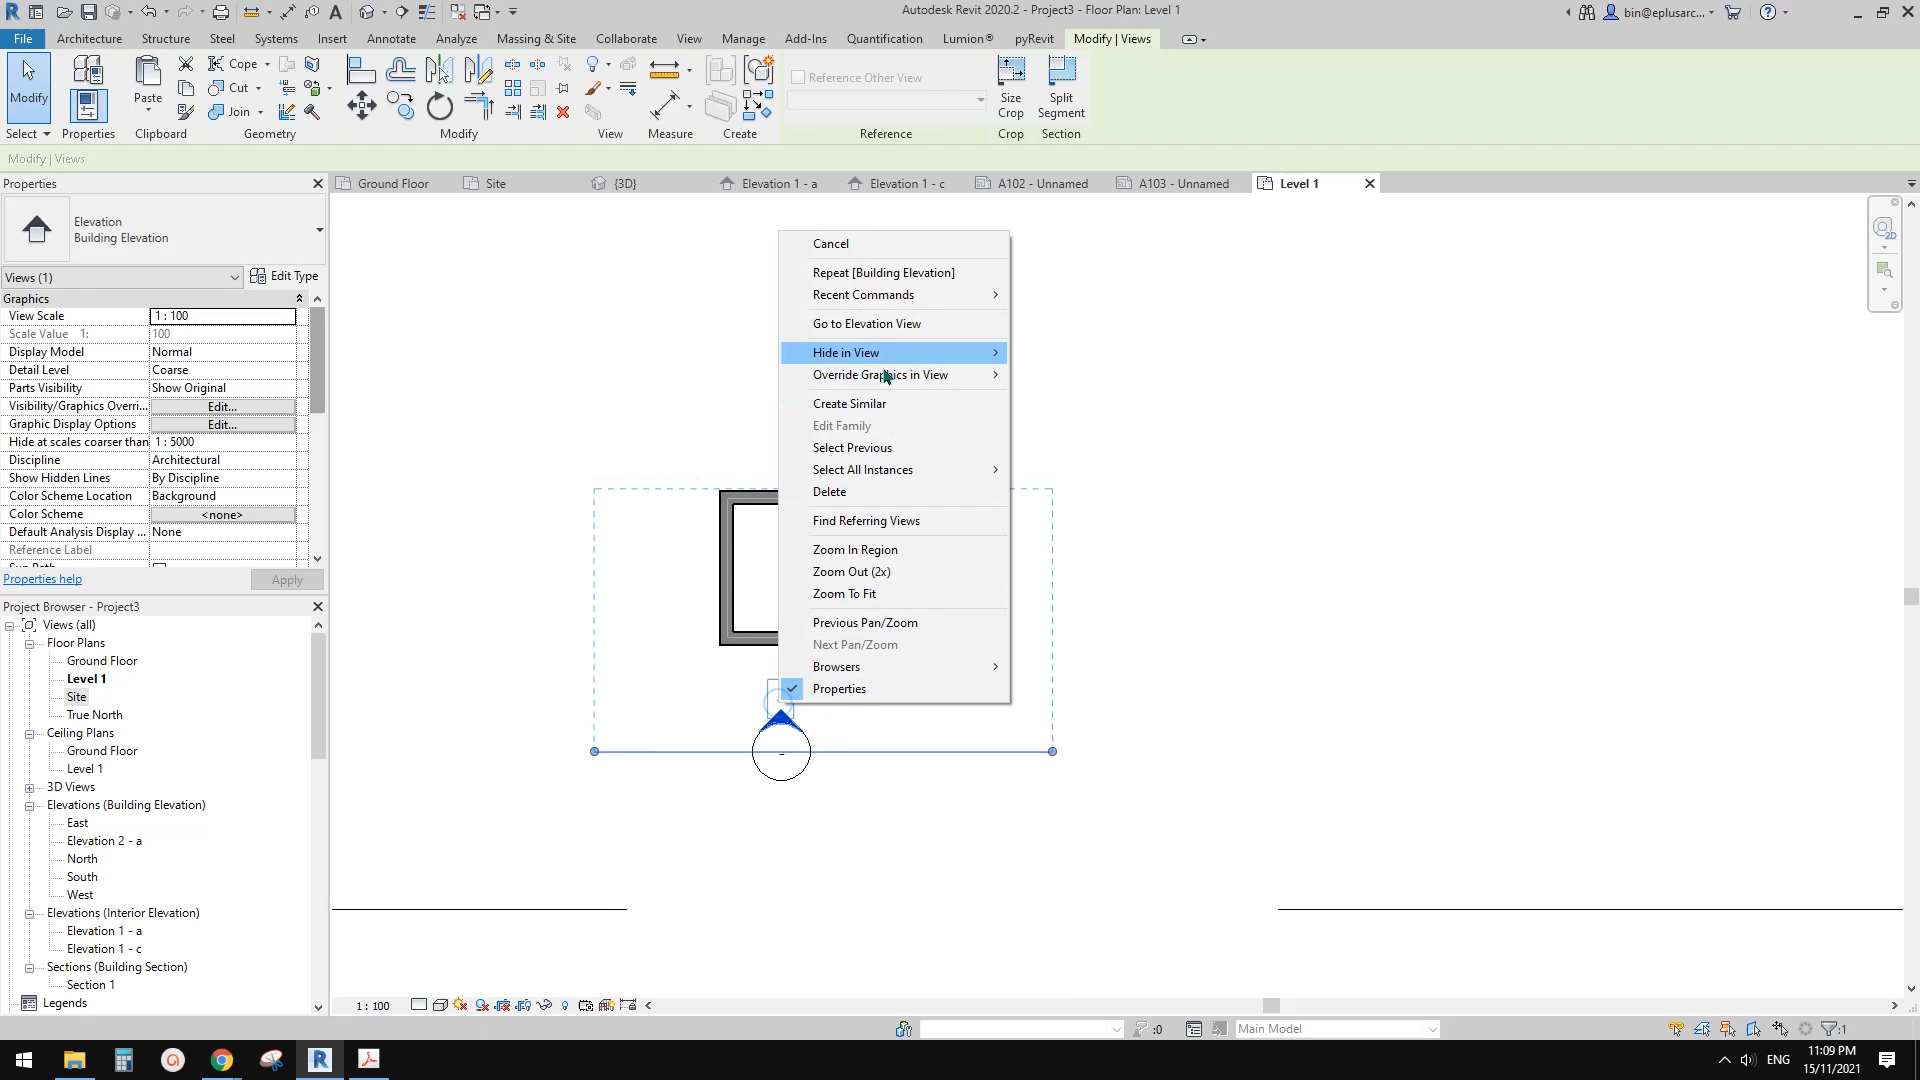 Autodesk Revit 2020.2 - Project3 - Floor Plan: Level 1
bin@eplusarc...
File Architecture Structure Steel Systems Insert Annotate Analyze Massing & Site Collaborate View Manage Add-Ins Quantification Lumion® pyRevit Modify | Views
Modify
Paste
Cope
Cut
Join
Reference Other View
Size Crop
Split Segment
Select Properties Clipboard Geometry Modify View Measure Create Reference Crop Section
Modify | Views
Properties
Ground Floor Site {3D} Elevation 1 - a Elevation 1 - c A102 - Unnamed A103 - Unnamed Level 1
Elevation
Building Elevation
Views (1) Edit Type
Graphics
View Scale 1 : 100
Scale Value 1: 100
Display Model Normal
Detail Level Coarse
Parts Visibility Show Original
Visibility/Graphics Overri... Edit...
Graphic Display Options Edit...
Hide at scales coarser than 1 : 5000
Discipline Architectural
Show Hidden Lines By Discipline
Color Scheme Location Background
Color Scheme <none>
Default Analysis Display ... None
Reference Label
Properties help Apply
Project Browser - Project3
Views (all)
Floor Plans
Ground Floor
Level 1
Site
True North
Ceiling Plans
Ground Floor
Level 1
3D Views
Elevations (Building Elevation)
East
Elevation 2 - a
North
South
West
Elevations (Interior Elevation)
Elevation 1 - a
Elevation 1 - c
Sections (Building Section)
Section 1
Legends
Cancel
Repeat [Building Elevation]
Recent Commands
Go to Elevation View
Hide in View
Override Graphics in View
Create Similar
Edit Family
Select Previous
Select All Instances
Delete
Find Referring Views
Zoom In Region
Zoom Out (2x)
Zoom To Fit
Previous Pan/Zoom
Next Pan/Zoom
Browsers
Properties
2D
1 : 100
:0
Main Model
:1
ENG
11:09 PM
15/11/2021